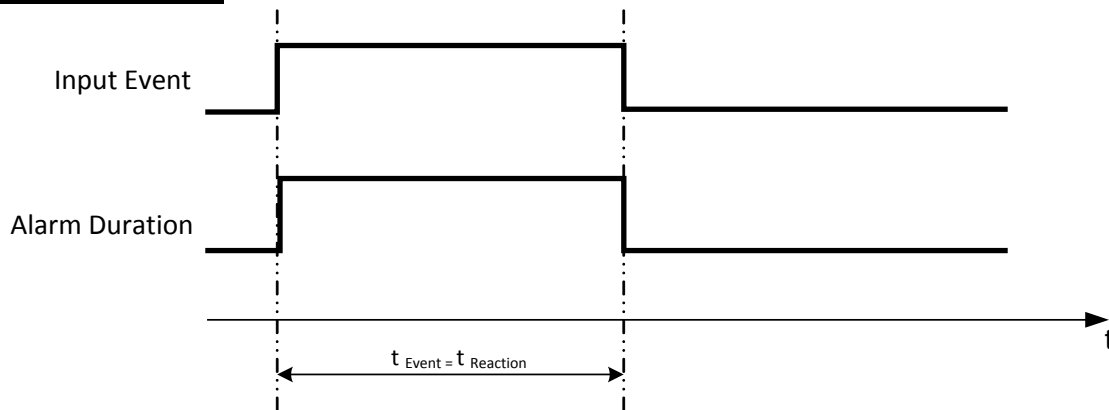 Input Event
Alarm Duration
t
t Event = t Reaction